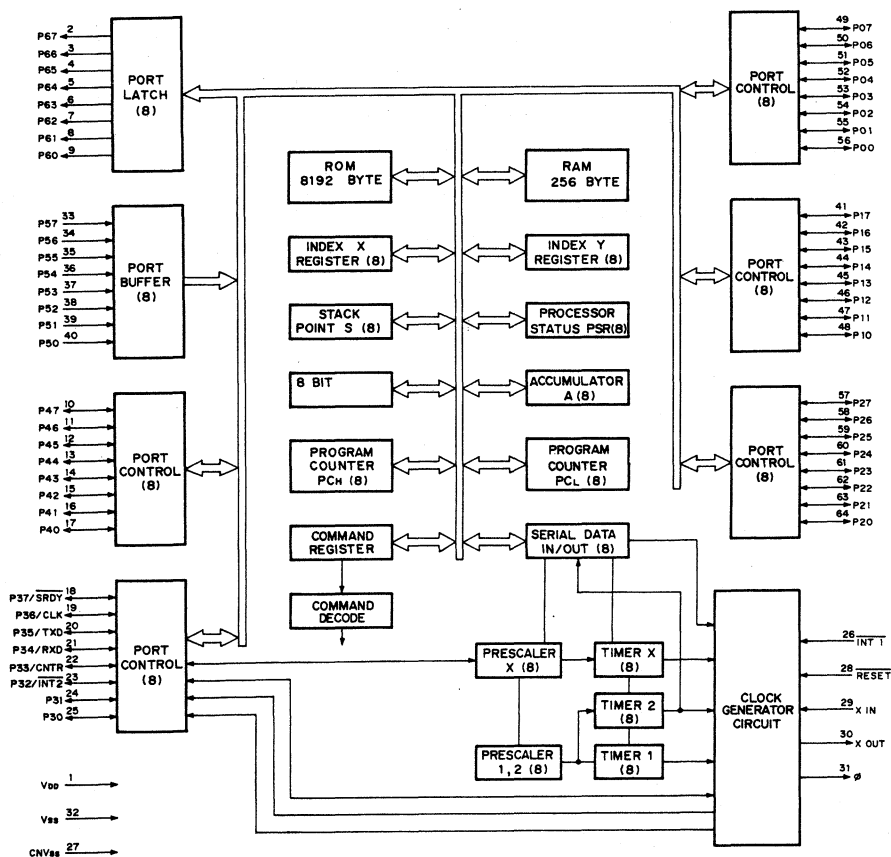 P67 2
P66 3
P65 4
P64 5
P63 6
P62 7
P61 8
P60 9
PORT
LATCH
(8)
P57 33
P56 34
P55 35
P54 36
P53 37
P52 38
P51 39
P50 40
PORT
BUFFER
(8)
P47 10
P46 11
P45 12
P44 13
P43 14
P42 15
P41 16
P40 17
PORT
CONTROL
(8)
P37/SRDY 18
P36/CLK 19
P35/TXD 20
P34/RXD 21
P33/CNTR 22
P32/INT2 23
P31 24
P30 25
PORT
CONTROL
(8)
VDD 1
VSS 32
CNVSS 27
ROM
8192 BYTE
RAM
256 BYTE
INDEX X
REGISTER (8)
INDEX Y
REGISTER (8)
STACK
POINT S (8)
PROCESSOR
STATUS PSR(8)
8 BIT
ACCUMULATOR
A (8)
PROGRAM
COUNTER
PCH (8)
PROGRAM
COUNTER
PCL (8)
COMMAND
REGISTER
SERIAL DATA
IN/OUT (8)
COMMAND
DECODE
PRESCALER
X (8)
TIMER X
(8)
TIMER 2
(8)
PRESCALER
1,2 (8)
TIMER 1
(8)
PORT
CONTROL
(8)
49 P07
50 P06
51 P05
52 P04
53 P03
54 P02
55 P01
56 P00
PORT
CONTROL
(8)
41 P17
42 P16
43 P15
44 P14
45 P13
46 P12
47 P11
48 P10
PORT
CONTROL
(8)
57 P27
58 P26
59 P25
60 P24
61 P23
62 P22
63 P21
64 P20
CLOCK
GENERATOR
CIRCUIT
26 INT 1
28 RESET
29 X IN
30 X OUT
31 ø